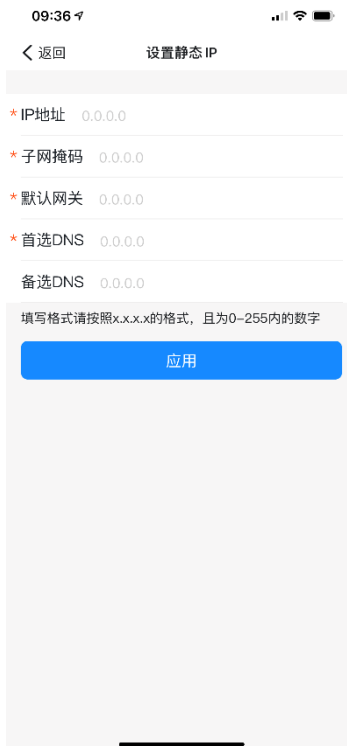 09:36
返回 设置静态 IP
* IP地址 0.0.0.0
* 子网掩码 0.0.0.0
* 默认网关 0.0.0.0
* 首选DNS 0.0.0.0
备选DNS 0.0.0.0
填写格式请按照x.x.x.x的格式，且为0-255内的数字
应用